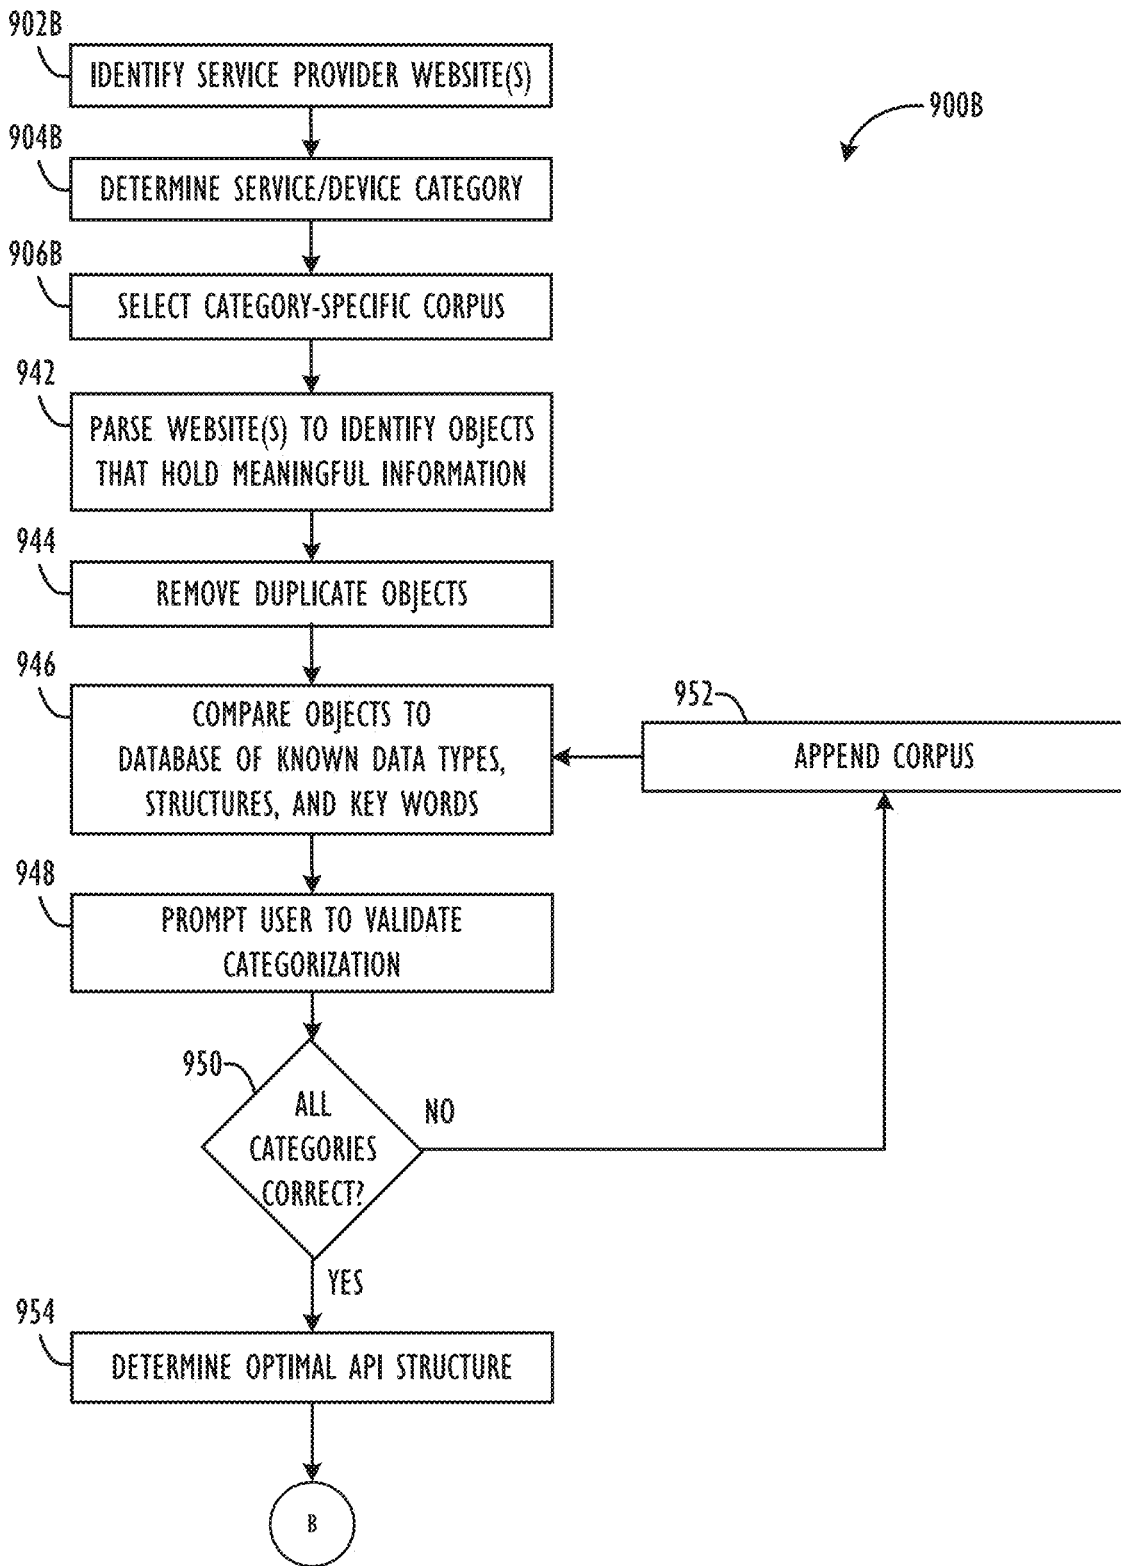 902B
IDENTIFY SERVICE PROVIDER WEBSITE(S)
900B
904B
DETERMINE SERVICE/DEVICE CATEGORY
906B
SELECT CATEGORY-SPECIFIC CORPUS
942
PARSE WEBSITE(S) TO IDENTIFY OBJECTS
THAT HOLD MEANINGFUL INFORMATION
944
REMOVE DUPLICATE OBJECTS
946
COMPARE OBJECTS TO
DATABASE OF KNOWN DATA TYPES,
STRUCTURES, AND KEY WORDS
952
APPEND CORPUS
948
PROMPT USER TO VALIDATE
CATEGORIZATION
950
ALL
CATEGORIES
CORRECT?
NO
YES
954
DETERMINE OPTIMAL API STRUCTURE
B